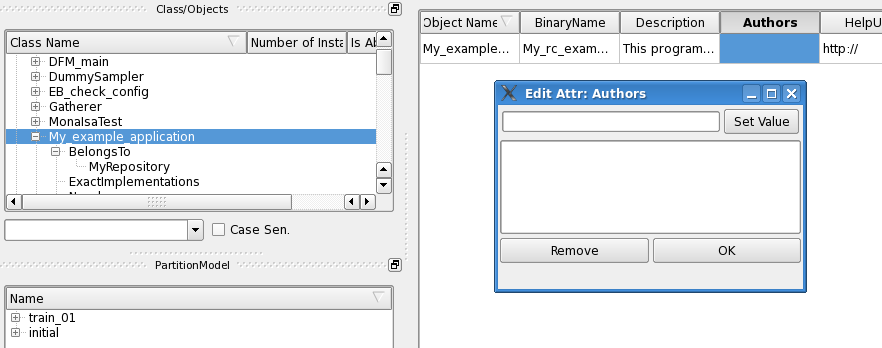 Class/Objects
Class Name
Number of Insta
Is Ab
DFM_main
DummySampler
EB_check_config
Gatherer
MonaIsaTest
My_example_application
BelongsTo
MyRepository
ExactImplementations
Case Sen.
PartitionModel
Name
train_01
initial
Object Name
BinaryName
Description
Authors
HelpU
My_example...
My_rc_exam...
This program...
http://
Edit Attr: Authors
Set Value
Remove
OK